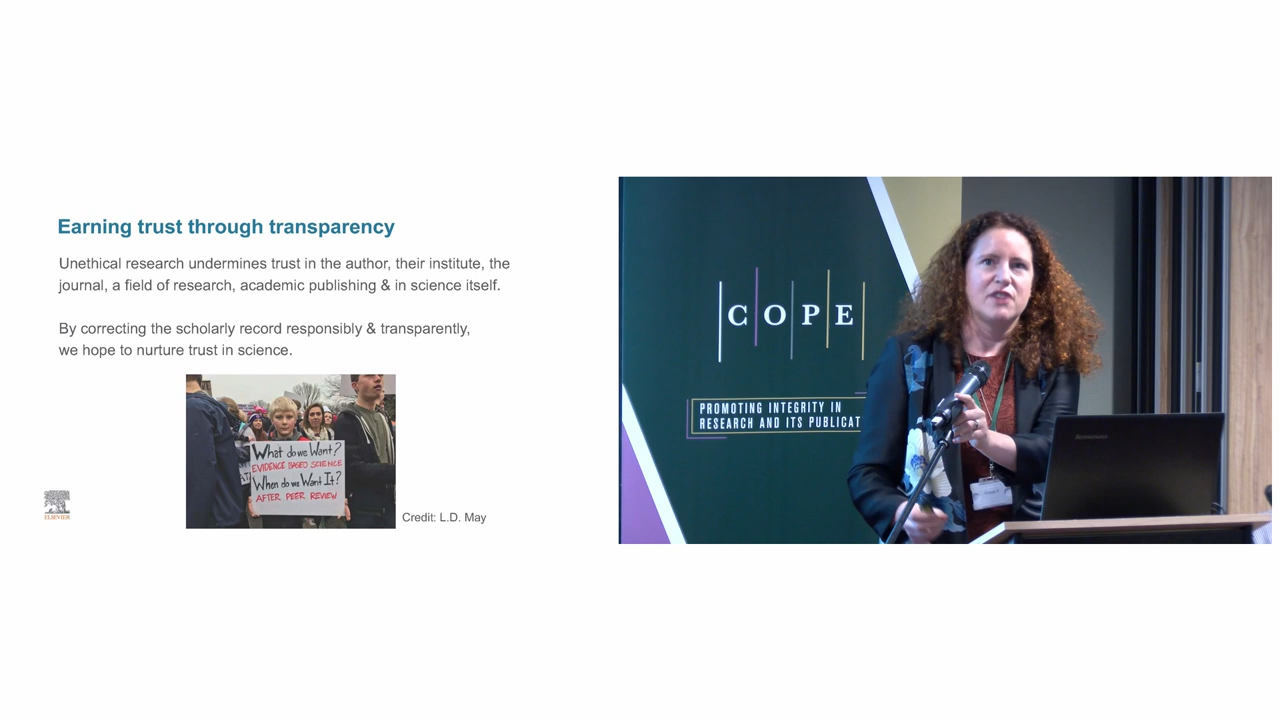 Earning trust through transparency
Unethical research undermines trust in the author, their institute, the
journal, a field of research, academic publishing & in science itself.
By correcting the scholarly record responsibly & transparently,
we hope to nurture trust in science.
What do we Want?
EVIDENCE BASED SCIENCE
When do we Want It?
AFTER PEER REVIEW
Credit: L.D. May
ELSEVIER
COPE
PROMOTING INTEGRITY IN
RESEARCH AND ITS PUBLICAT
Lenovo